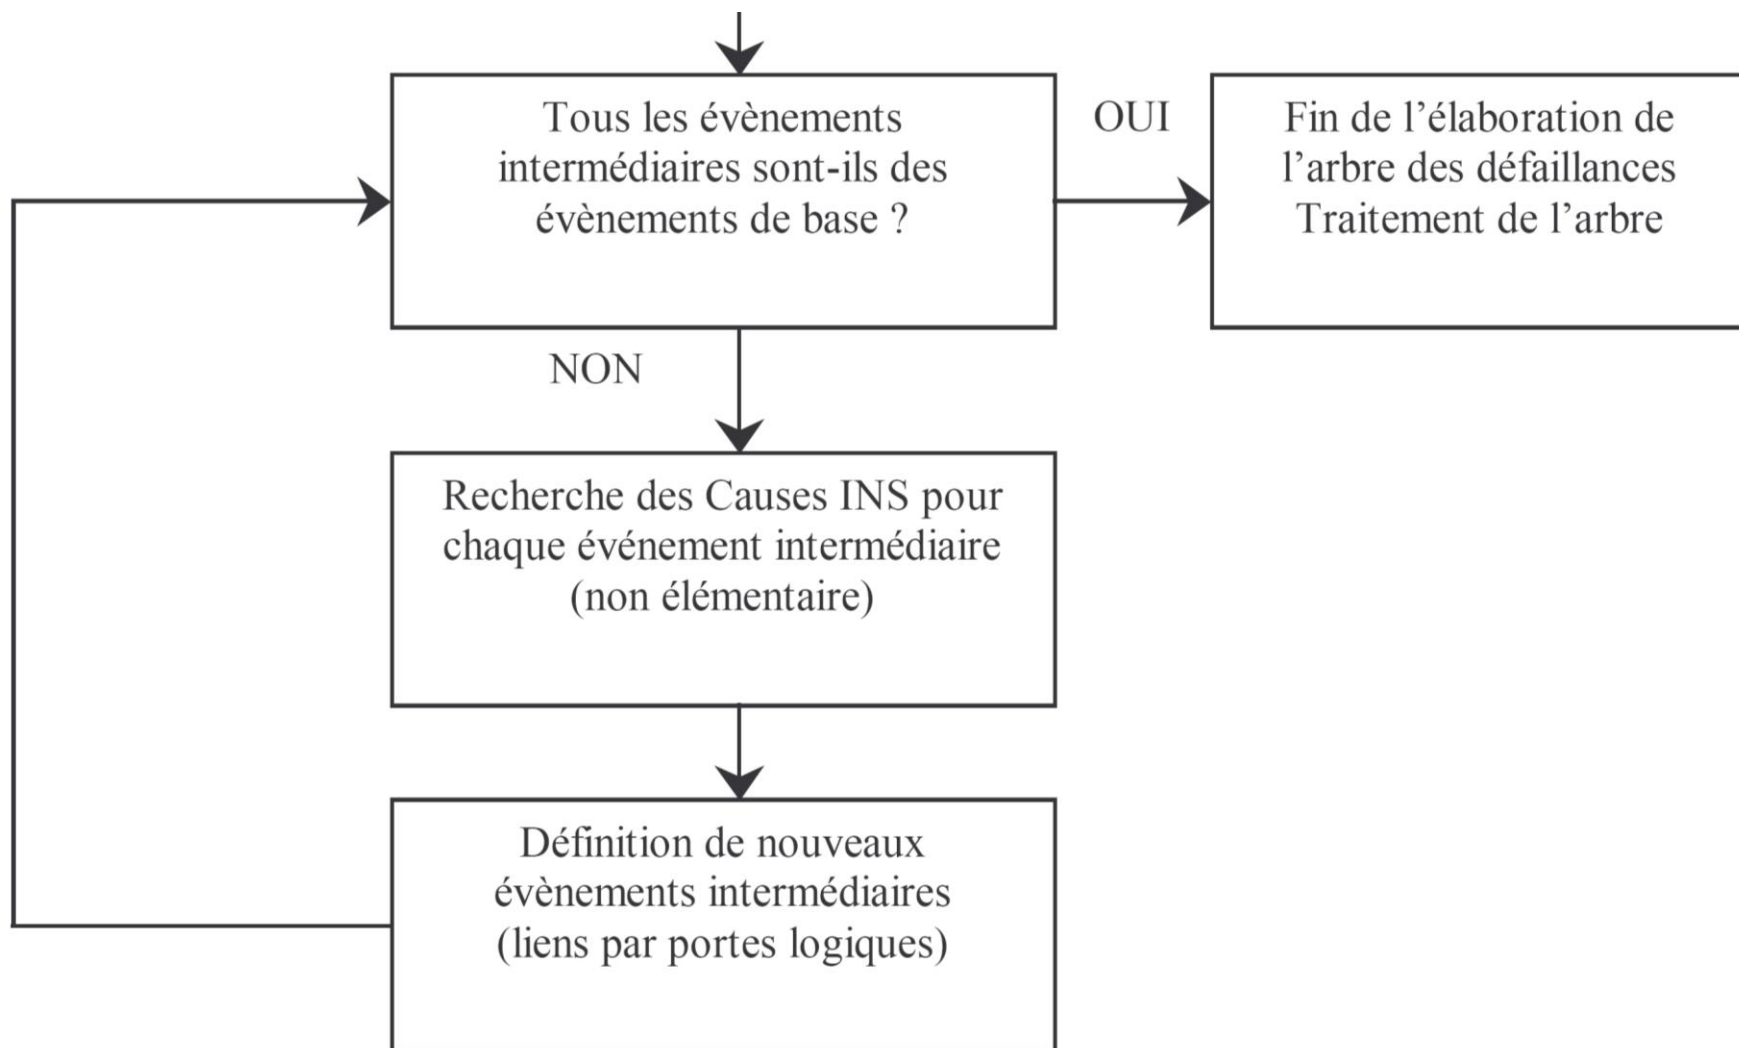 Tous les évènements
intermédiaires sont-ils des
évènements de base ?
OUI
Fin de l’élaboration de
l’arbre des défaillances
Traitement de l’arbre
NON
Recherche des Causes INS pour
chaque événement intermédiaire
(non élémentaire)
Définition de nouveaux
évènements intermédiaires
(liens par portes logiques)